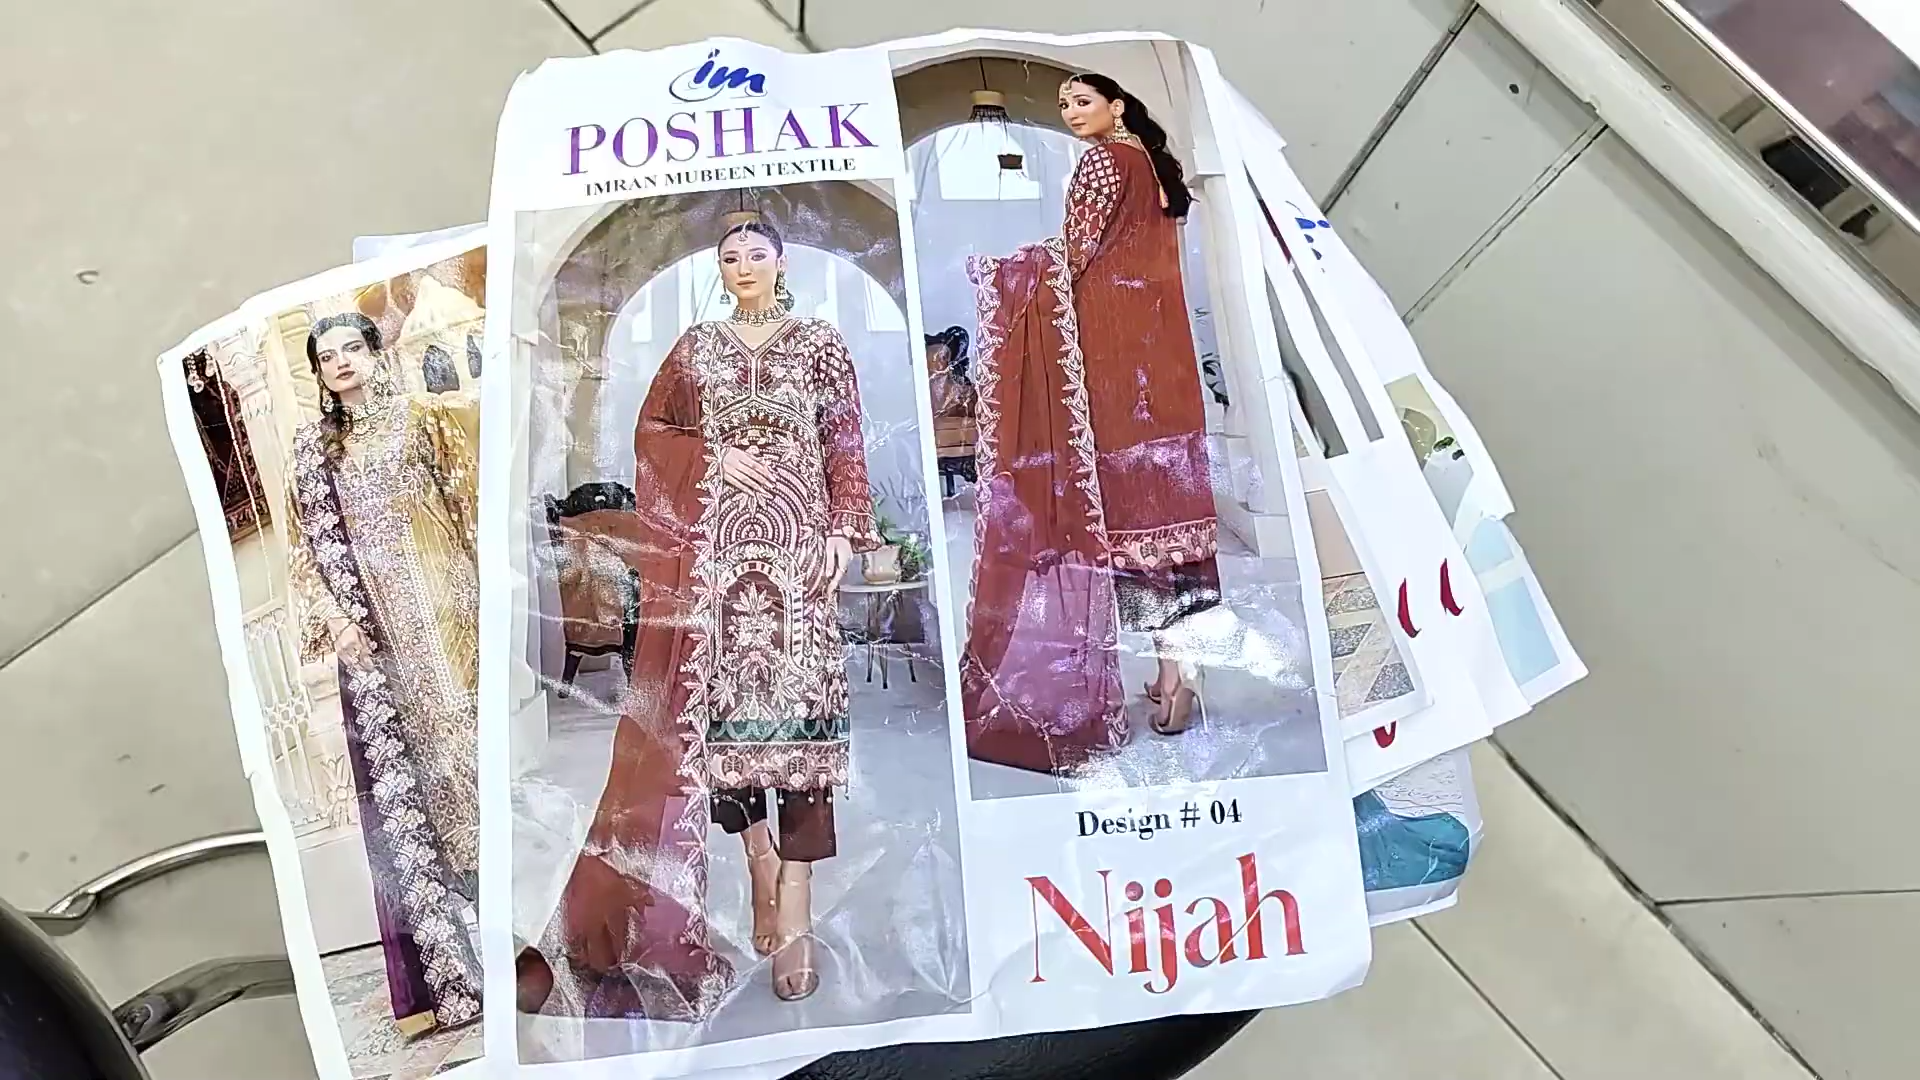 im
POSHAK
IMRAN MUBEEN TEXTILE
Design # 04
Nijah